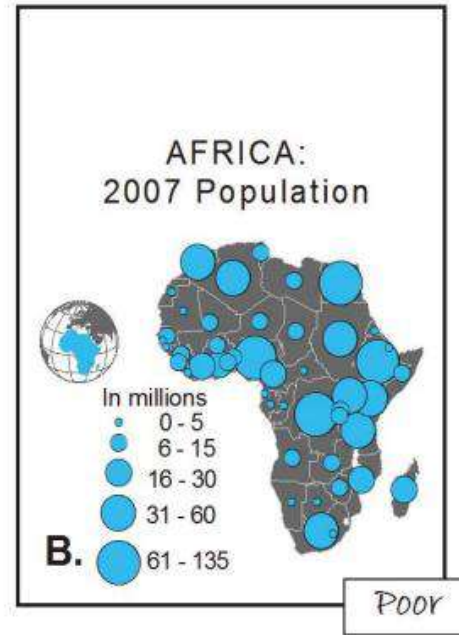 AFRICA:
2007 Population
In millions
0 - 5
6 - 15
16 - 30
31 - 60
61 - 135
B.
Poor